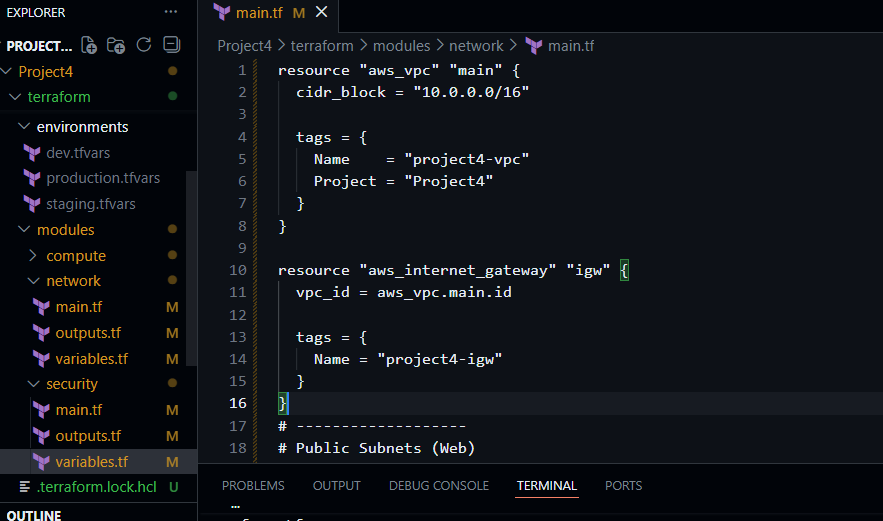 EXPLORER ...
PROJECT...
Project4
terraform
environments
dev.tfvars
production.tfvars
staging.tfvars
modules
compute
network
main.tf M
outputs.tf M
variables.tf M
security
main.tf M
outputs.tf M
variables.tf M
.terraform.lock.hcl U
OUTLINE
main.tf M
Project4 > terraform > modules > network > main.tf
1 resource "aws_vpc" "main" {
2   cidr_block = "10.0.0.0/16"
3
4   tags = {
5     Name    = "project4-vpc"
6     Project = "Project4"
7   }
8 }
9
10 resource "aws_internet_gateway" "igw" {
11   vpc_id = aws_vpc.main.id
12
13   tags = {
14     Name = "project4-igw"
15   }
16 }
17 # -------------------
18 # Public Subnets (Web)
PROBLEMS OUTPUT DEBUG CONSOLE TERMINAL PORTS
...